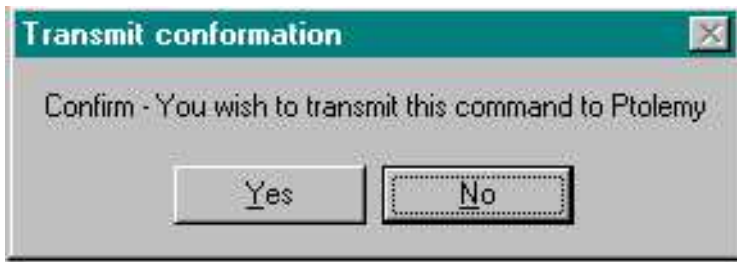 Transmit conformation
Confirm - You wish to transmit this command to Ptolemy
Yes No